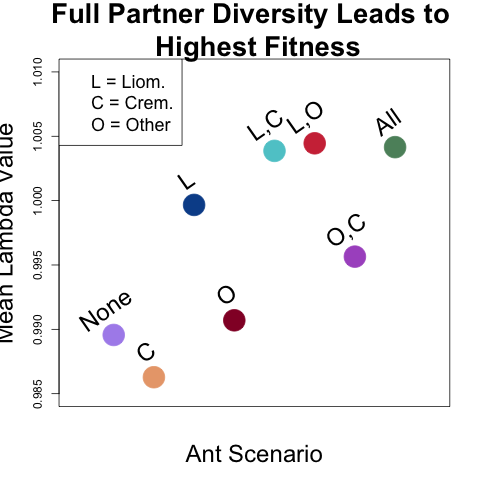 Full Partner Diversity Leads to
Highest Fitness
L = Liom.
C = Crem.
O = Other
Mean Lambda Value
1.010
1.005
1.000
0.995
0.990
0.985
None
C
L
O
L,C
L,O
O,C
All
Ant Scenario